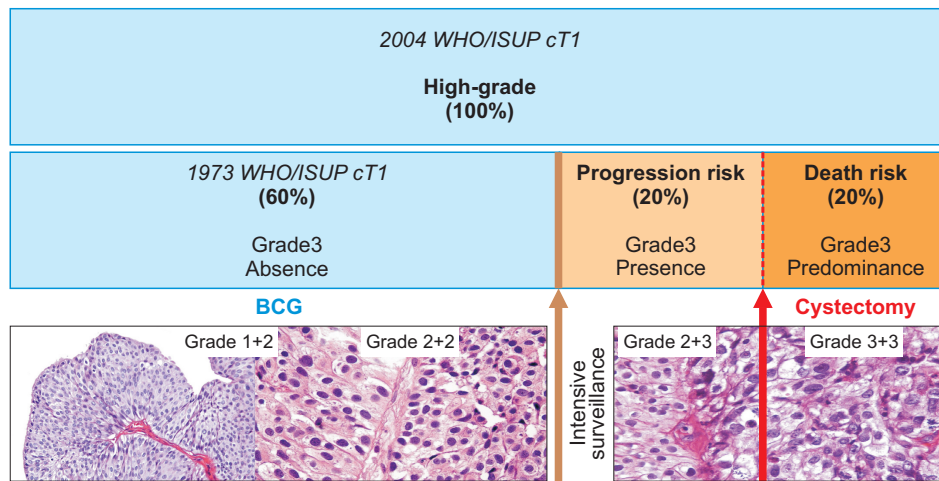 2004 WHO/ISUP cT1
High-grade
(100%)
1973 WHO/ISUP cT1
(60%)
Grade3
Absence
Progression risk
(20%)
Grade3
Presence
Death risk
(20%)
Grade3
Predominance
BCG
Cystectomy
Grade 1+2
Grade 2+2
Intensive
surveillance
Grade 2+3
Grade 3+3